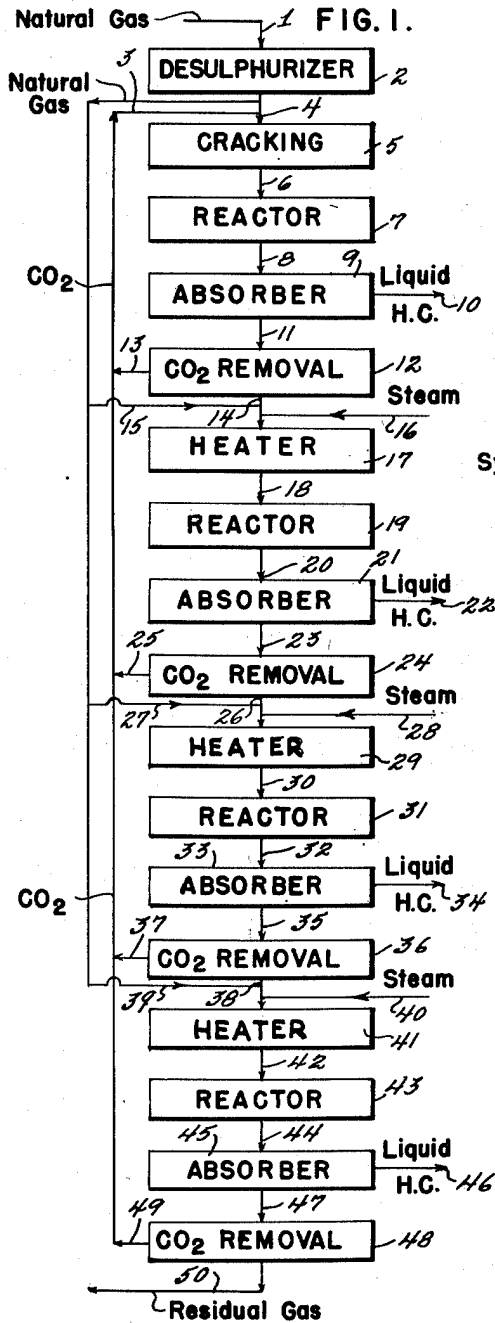 Natural Gas 1 FIG. 1.
DESULPHURIZER 2
3
Natural
Gas
4
CRACKING 5
6
REACTOR 7
8
9
ABSORBER
Liquid
H.C. 10
CO2
11
13 CO2 REMOVAL 12
Steam
15 14 16
HEATER 17
Sy
18
REACTOR 19
20 21
ABSORBER
Liquid
H.C. 22
23
25 CO2 REMOVAL 24
Steam
27 26 28
HEATER 29
30
REACTOR 31
33 32
ABSORBER
Liquid
H.C. 34
CO2
35
37 CO2 REMOVAL 36
Steam
39 38 40
HEATER 41
42
REACTOR 43
45 44
ABSORBER
Liquid
H.C. 46
47
49 CO2 REMOVAL 48
50
Residual Gas